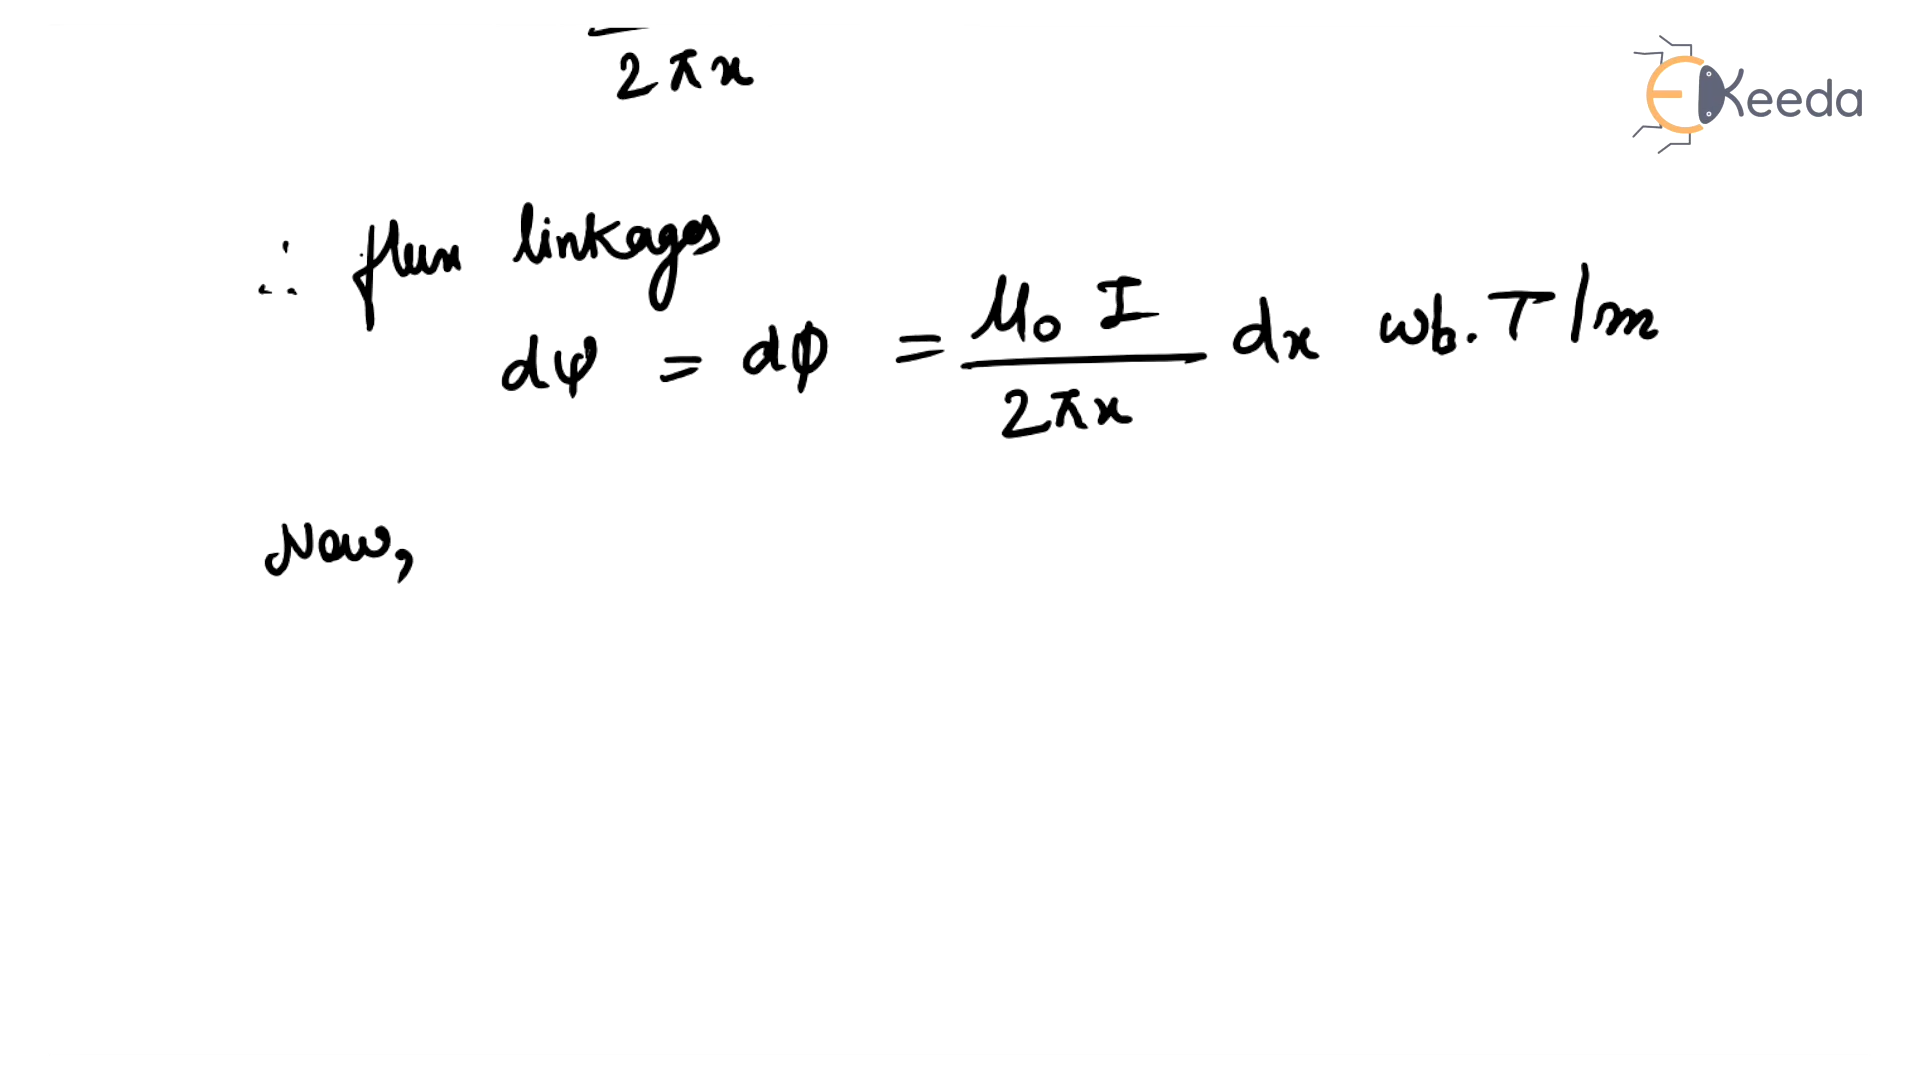 2πx
EKeeda
∴ flux linkages
dψ = dφ = μ₀ I / 2πx dx wb. T/m
Now,